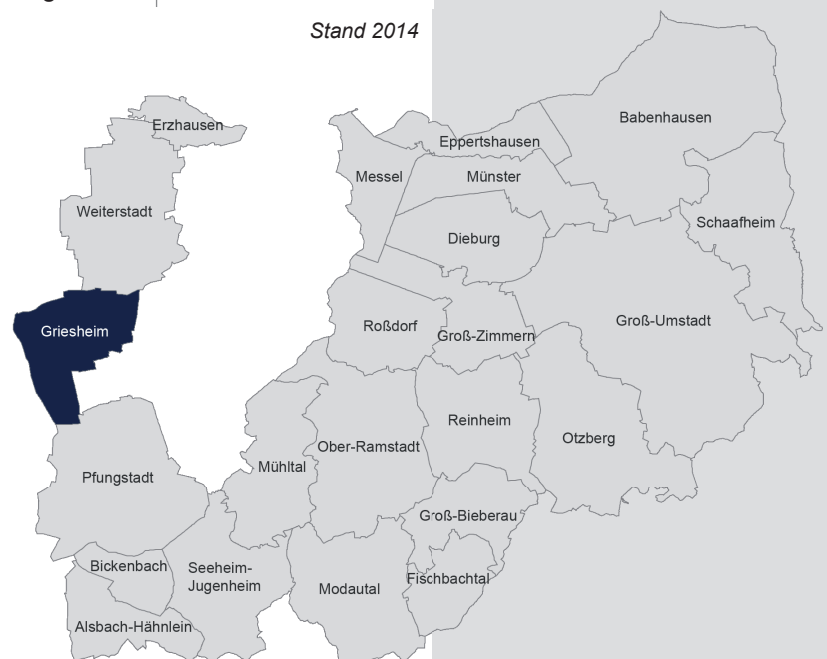 Stand 2014
Erzhausen
Babenhausen
Eppertshausen
Messel
Münster
Weiterstadt
Schaafheim
Dieburg
Griesheim
Roßdorf
Groß-Zimmern
Groß-Umstadt
Reinheim
Otzberg
Ober-Ramstadt
Mühltal
Pfungstadt
Groß-Bieberau
Bickenbach
Seeheim-
Jugenheim
Fischbachtal
Modautal
Alsbach-Hähnlein